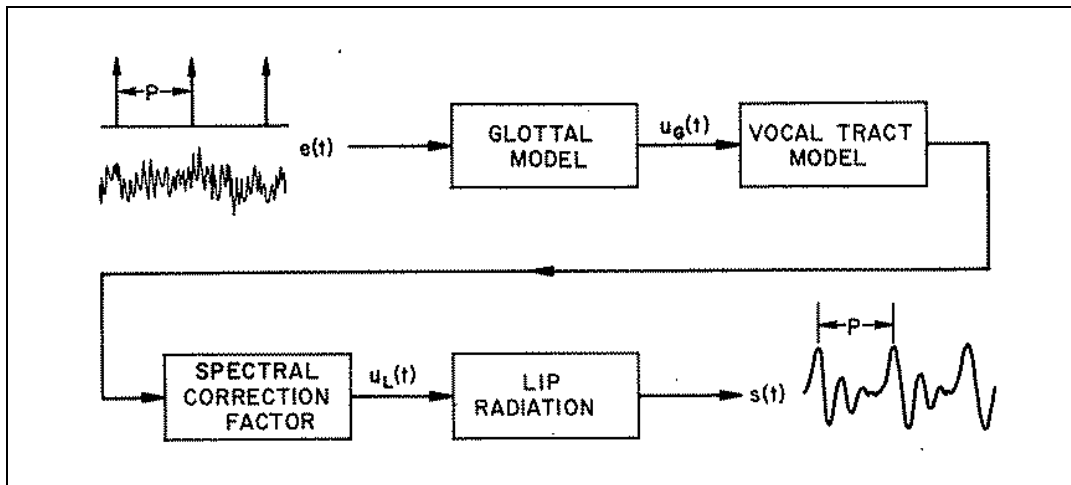 P
e(t)
GLOTTAL
MODEL
u_G(t)
VOCAL TRACT
MODEL
SPECTRAL
CORRECTION
FACTOR
u_L(t)
LIP
RADIATION
s(t)
P